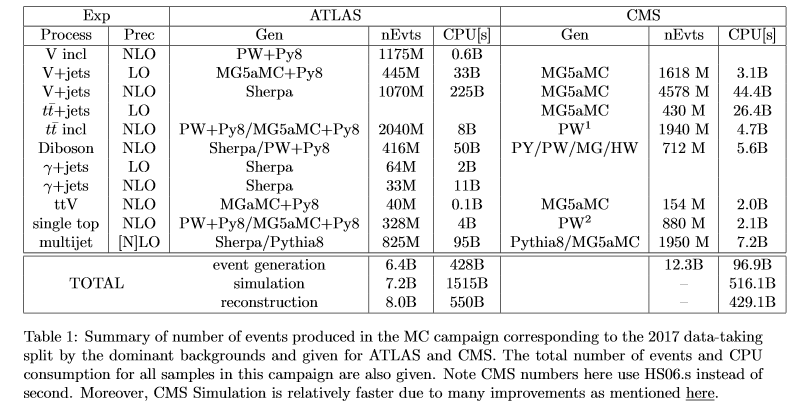 Exp ATLAS CMS
Process Prec Gen nEvts CPU[s] Gen nEvts CPU[s]
V incl NLO PW+Py8 1175M 0.6B
V+jets LO MG5aMC+Py8 445M 33B MG5aMC 1618 M 3.1B
V+jets NLO Sherpa 1070M 225B MG5aMC 4578 M 44.4B
tt̄+jets LO MG5aMC 430 M 26.4B
tt̄ incl NLO PW+Py8/MG5aMC+Py8 2040M 8B PW¹ 1940 M 4.7B
Diboson NLO Sherpa/PW+Py8 416M 50B PY/PW/MG/HW 712 M 5.6B
γ+jets LO Sherpa 64M 2B
γ+jets NLO Sherpa 33M 11B
ttV NLO MGaMC+Py8 40M 0.1B MG5aMC 154 M 2.0B
single top NLO PW+Py8/MG5aMC+Py8 328M 4B PW² 880 M 2.1B
multijet [N]LO Sherpa/Pythia8 825M 95B Pythia8/MG5aMC 1950 M 7.2B
event generation 6.4B 428B 12.3B 96.9B
TOTAL simulation 7.2B 1515B – 516.1B
reconstruction 8.0B 550B – 429.1B
Table 1: Summary of number of events produced in the MC campaign corresponding to the 2017 data-taking
split by the dominant backgrounds and given for ATLAS and CMS. The total number of events and CPU
consumption for all samples in this campaign are also given. Note CMS numbers here use HS06.s instead of
second. Moreover, CMS Simulation is relatively faster due to many improvements as mentioned here.